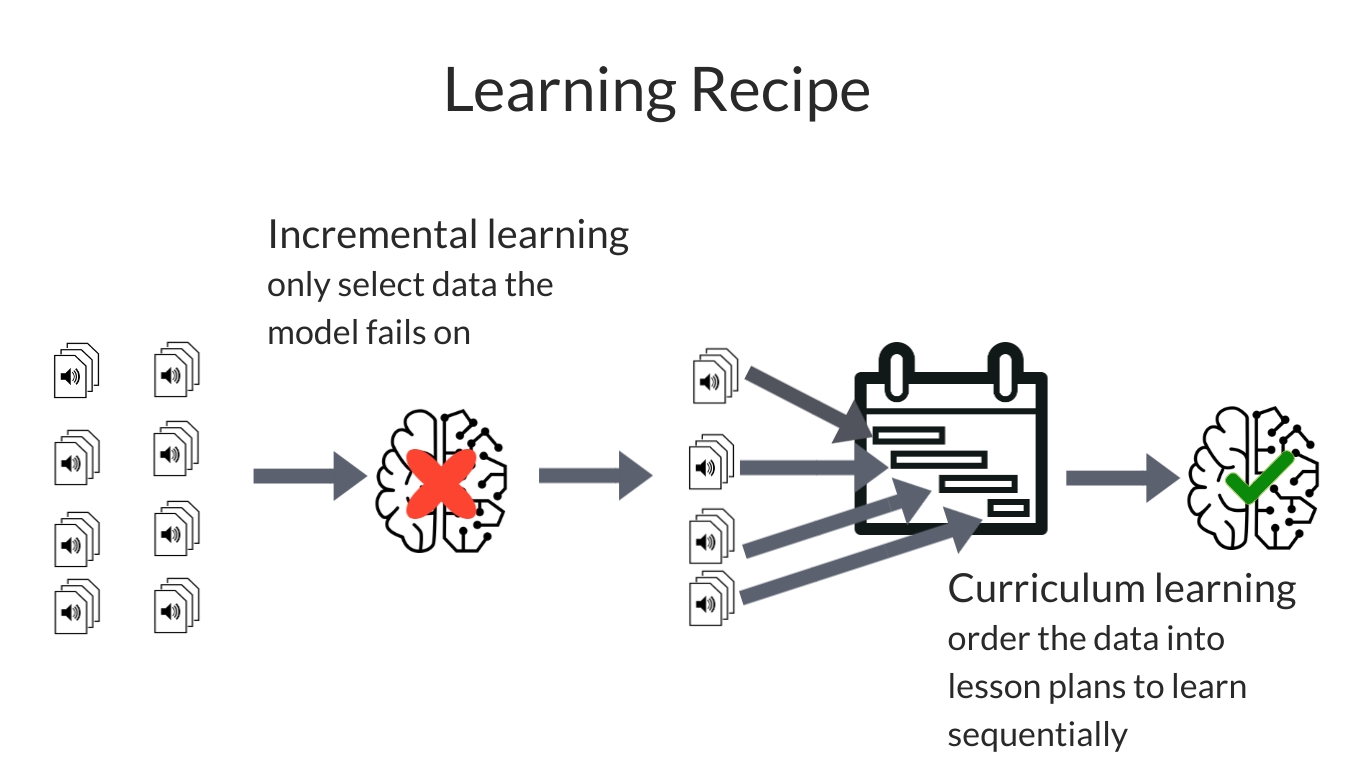 Learning Recipe
Incremental learning
only select data the
model fails on
Curriculum learning
order the data into
lesson plans to learn
sequentially